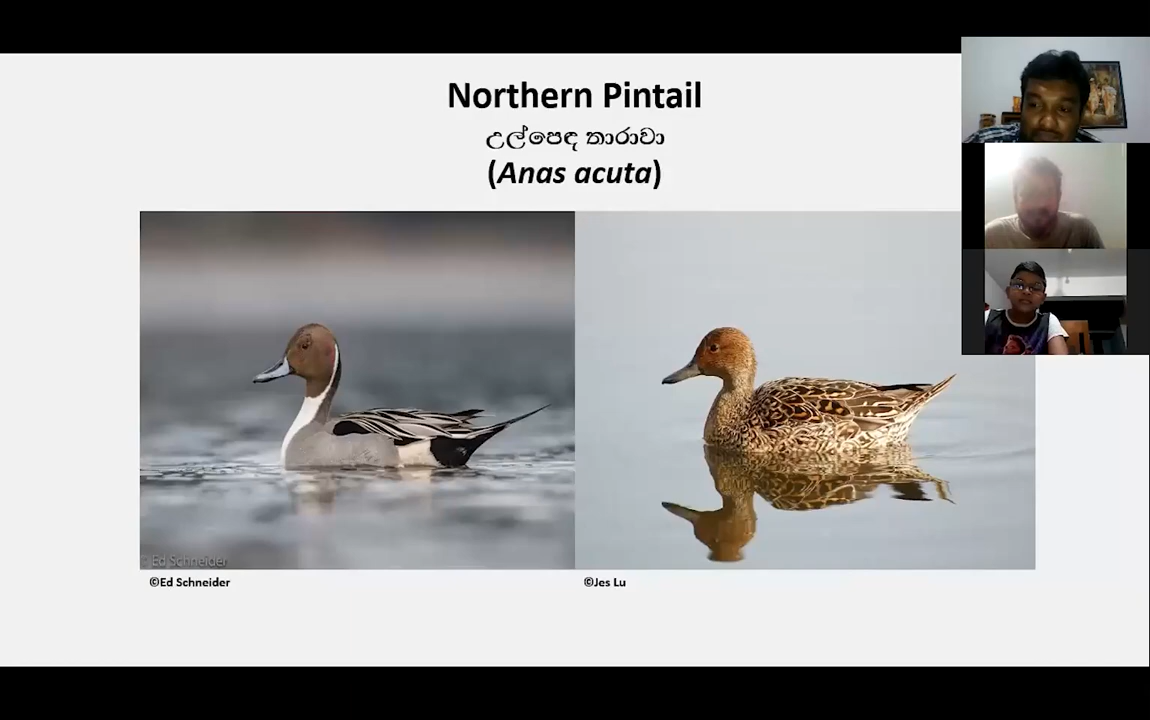 Northern Pintail
උල්පෙඳ තාරාවා
(Anas acuta)
© Ed Schneider
©Ed Schneider
©Jes Lu